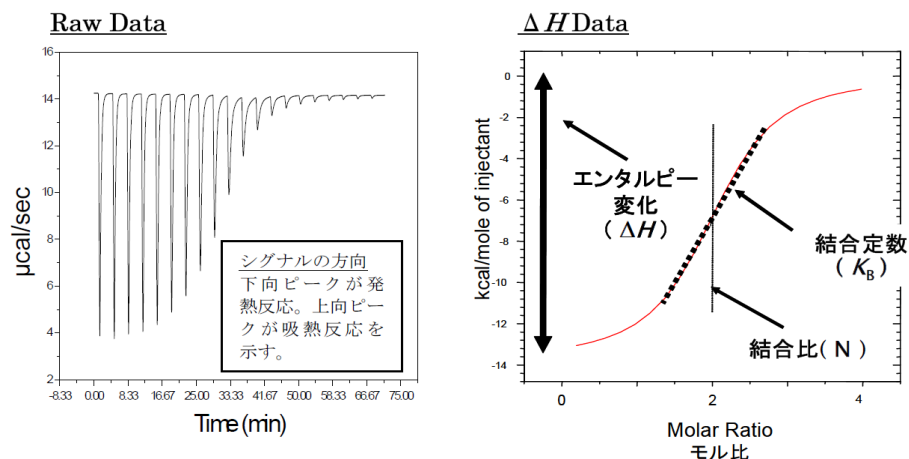 Raw Data
ΔH Data
16
14
12
10
8
6
4
2
µcal/sec
シグナルの方向
下向ピークが発
熱反応。上向ピー
クが吸熱反応を
示す。
-8.33 0.00 8.33 16.67 25.00 33.33 41.66 50.00 58.33 66.67 75.00
Time (min)
0
-2
-4
-6
-8
-10
-12
-14
kcal/mole of injectant
エンタルピー
変化
(ΔH)
結合定数
(KB)
結合比(N)
0 2 4
Molar Ratio
モル比